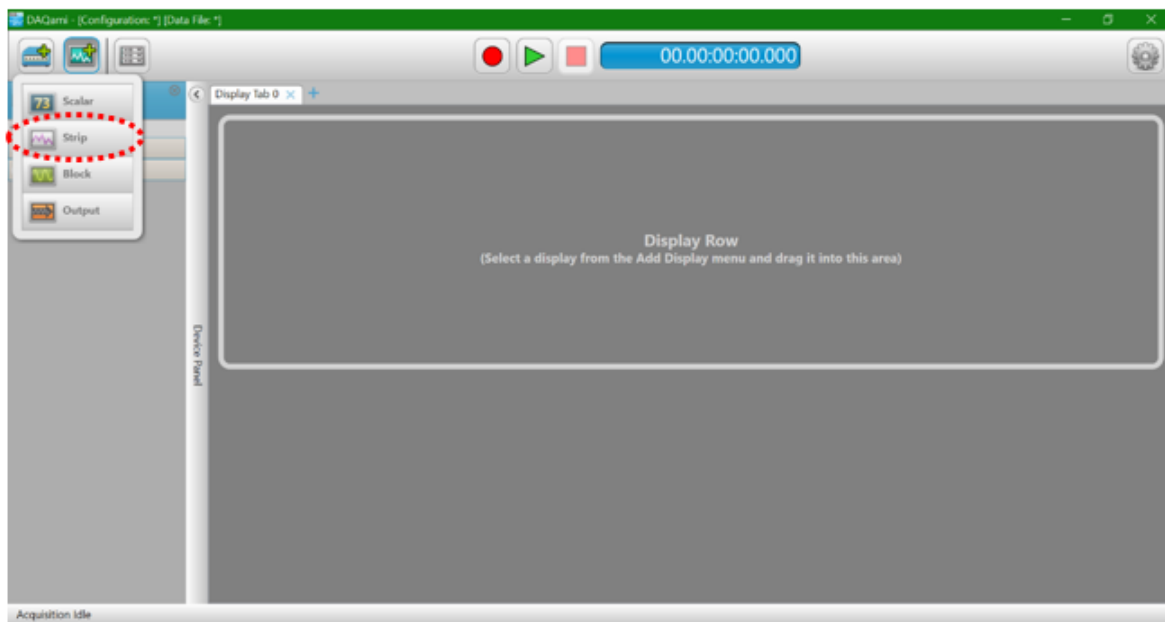 DAQami - [Configuration: *] [Data File: *]
00.00:00:00.000
73 Scalar
Strip
Block
Output
Display Tab 0
Display Row
(Select a display from the Add Display menu and drag it into this area)
Device Panel
Acquisition Idle